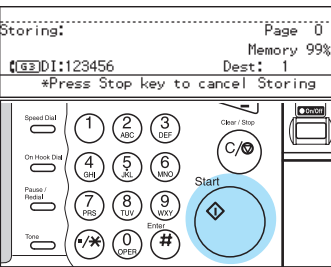 Storing: Page 0
Memory 99%
G3 DI:123456 Dest: 1
*Press Stop key to cancel Storing
On/Off
Speed Dial
1
2 ABC
3 DEF
Clear / Stop
C/
On Hook Dial
4 GHI
5 JKL
6 MNO
Start
Pause / Redial
7 PRS
8 TUV
9 WXY
Enter
Tone
•/*
0 OPER
#